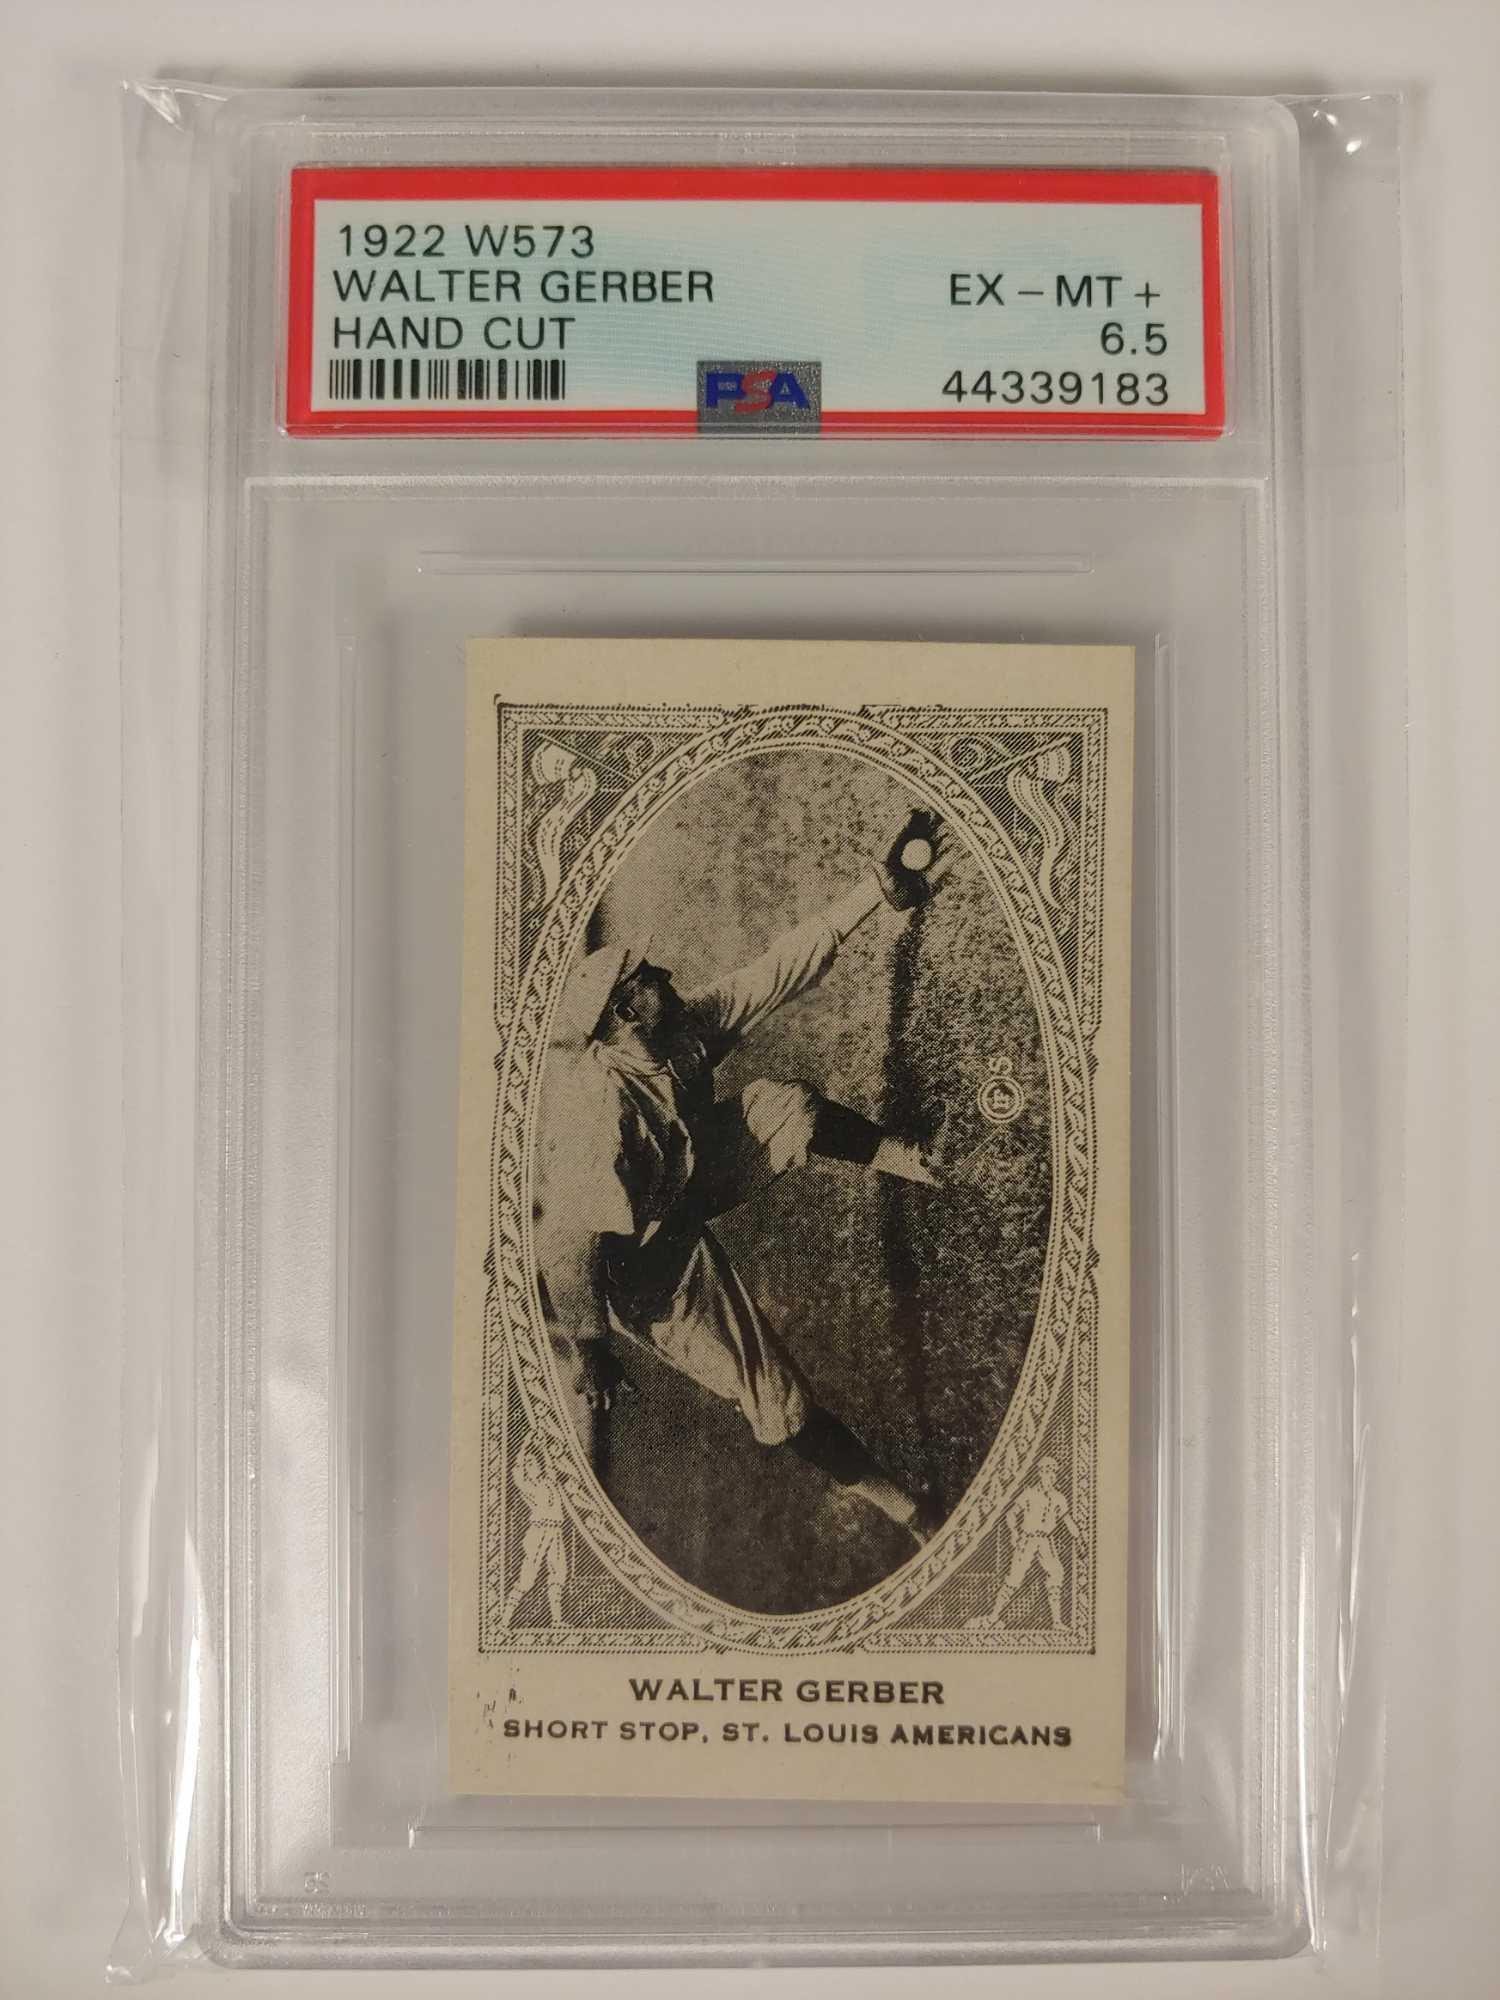 1922 W573
WALTER GERBER
HAND CUT
EX - MT +
6.5
44339183
PSA
WALTER GERBER
SHORT STOP, ST. LOUIS AMERICANS